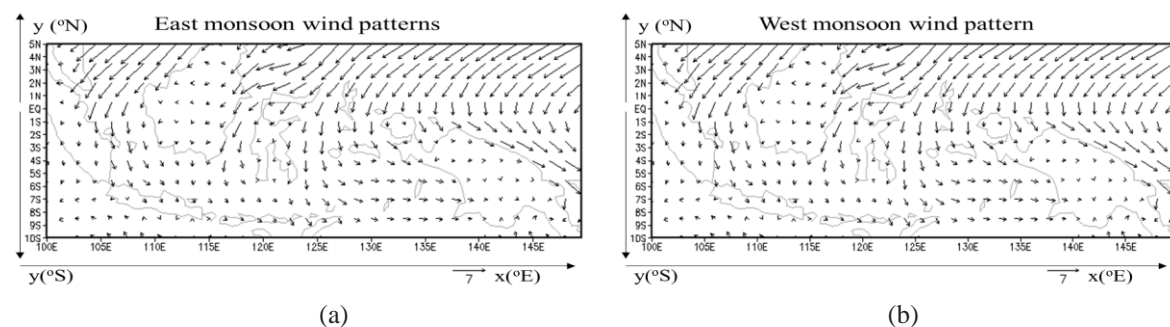 East monsoon wind patterns
y (ºN)
5N
4N
3N
2N
1N
EQ
1S
2S
3S
4S
5S
6S
7S
8S
9S
10S
100E 105E 110E 115E 120E 125E 130E 135E 140E 145E
y(ºS)
7
x(ºE)
(a)
West monsoon wind pattern
y (ºN)
5N
4N
3N
2N
1N
EQ
1S
2S
3S
4S
5S
6S
7S
8S
9S
10S
100E 105E 110E 115E 120E 125E 130E 135E 140E 145E
y(ºS)
7
x(ºE)
(b)